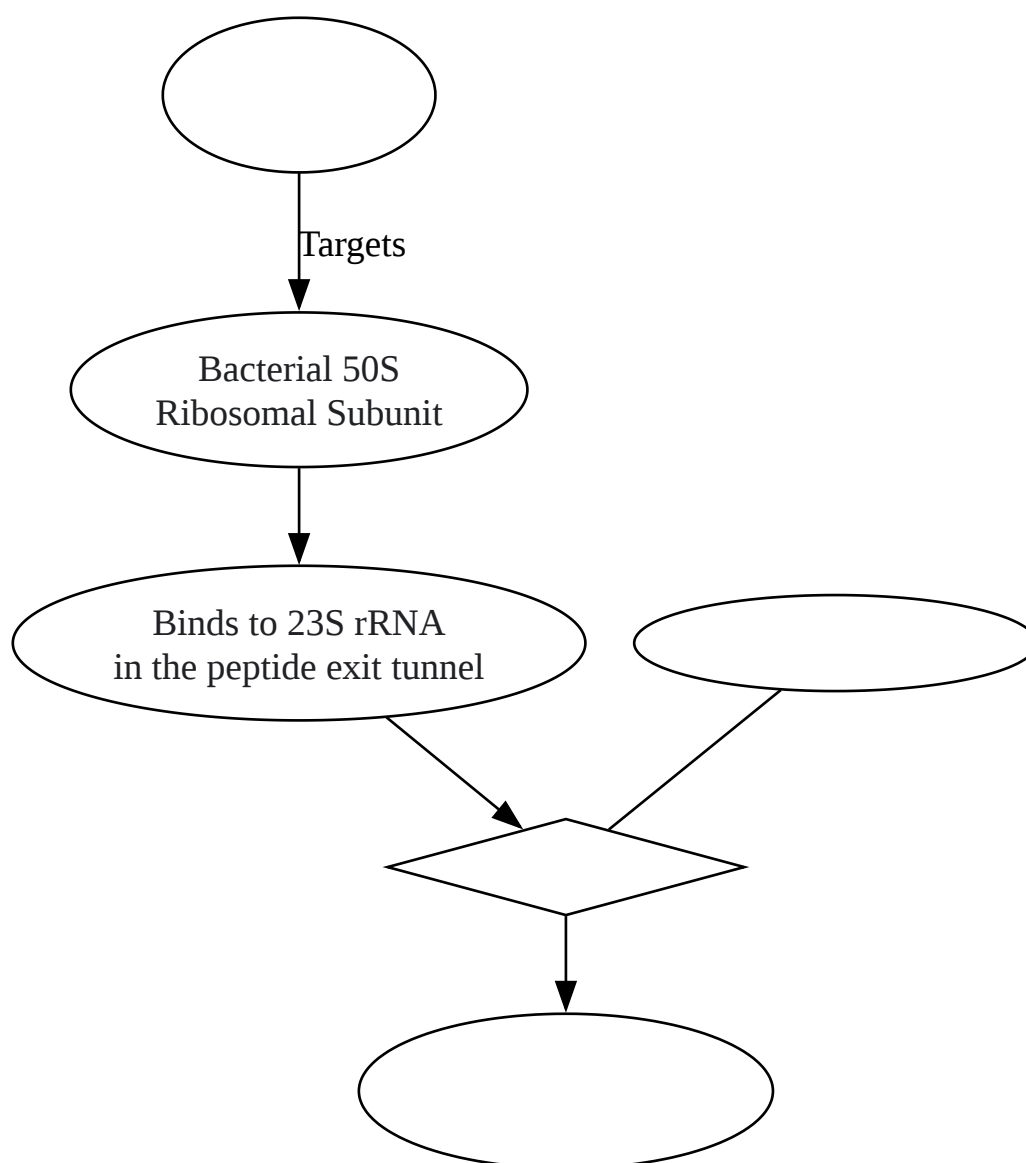 Targets
Bacterial 50S
Ribosomal Subunit
Binds to 23S rRNA
in the peptide exit tunnel